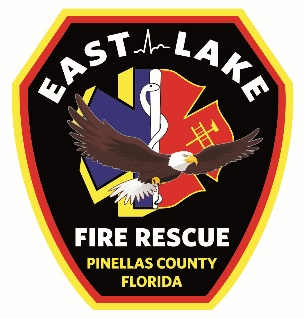 EAST LAKE
FIRE RESCUE
PINELLAS COUNTY
FLORIDA